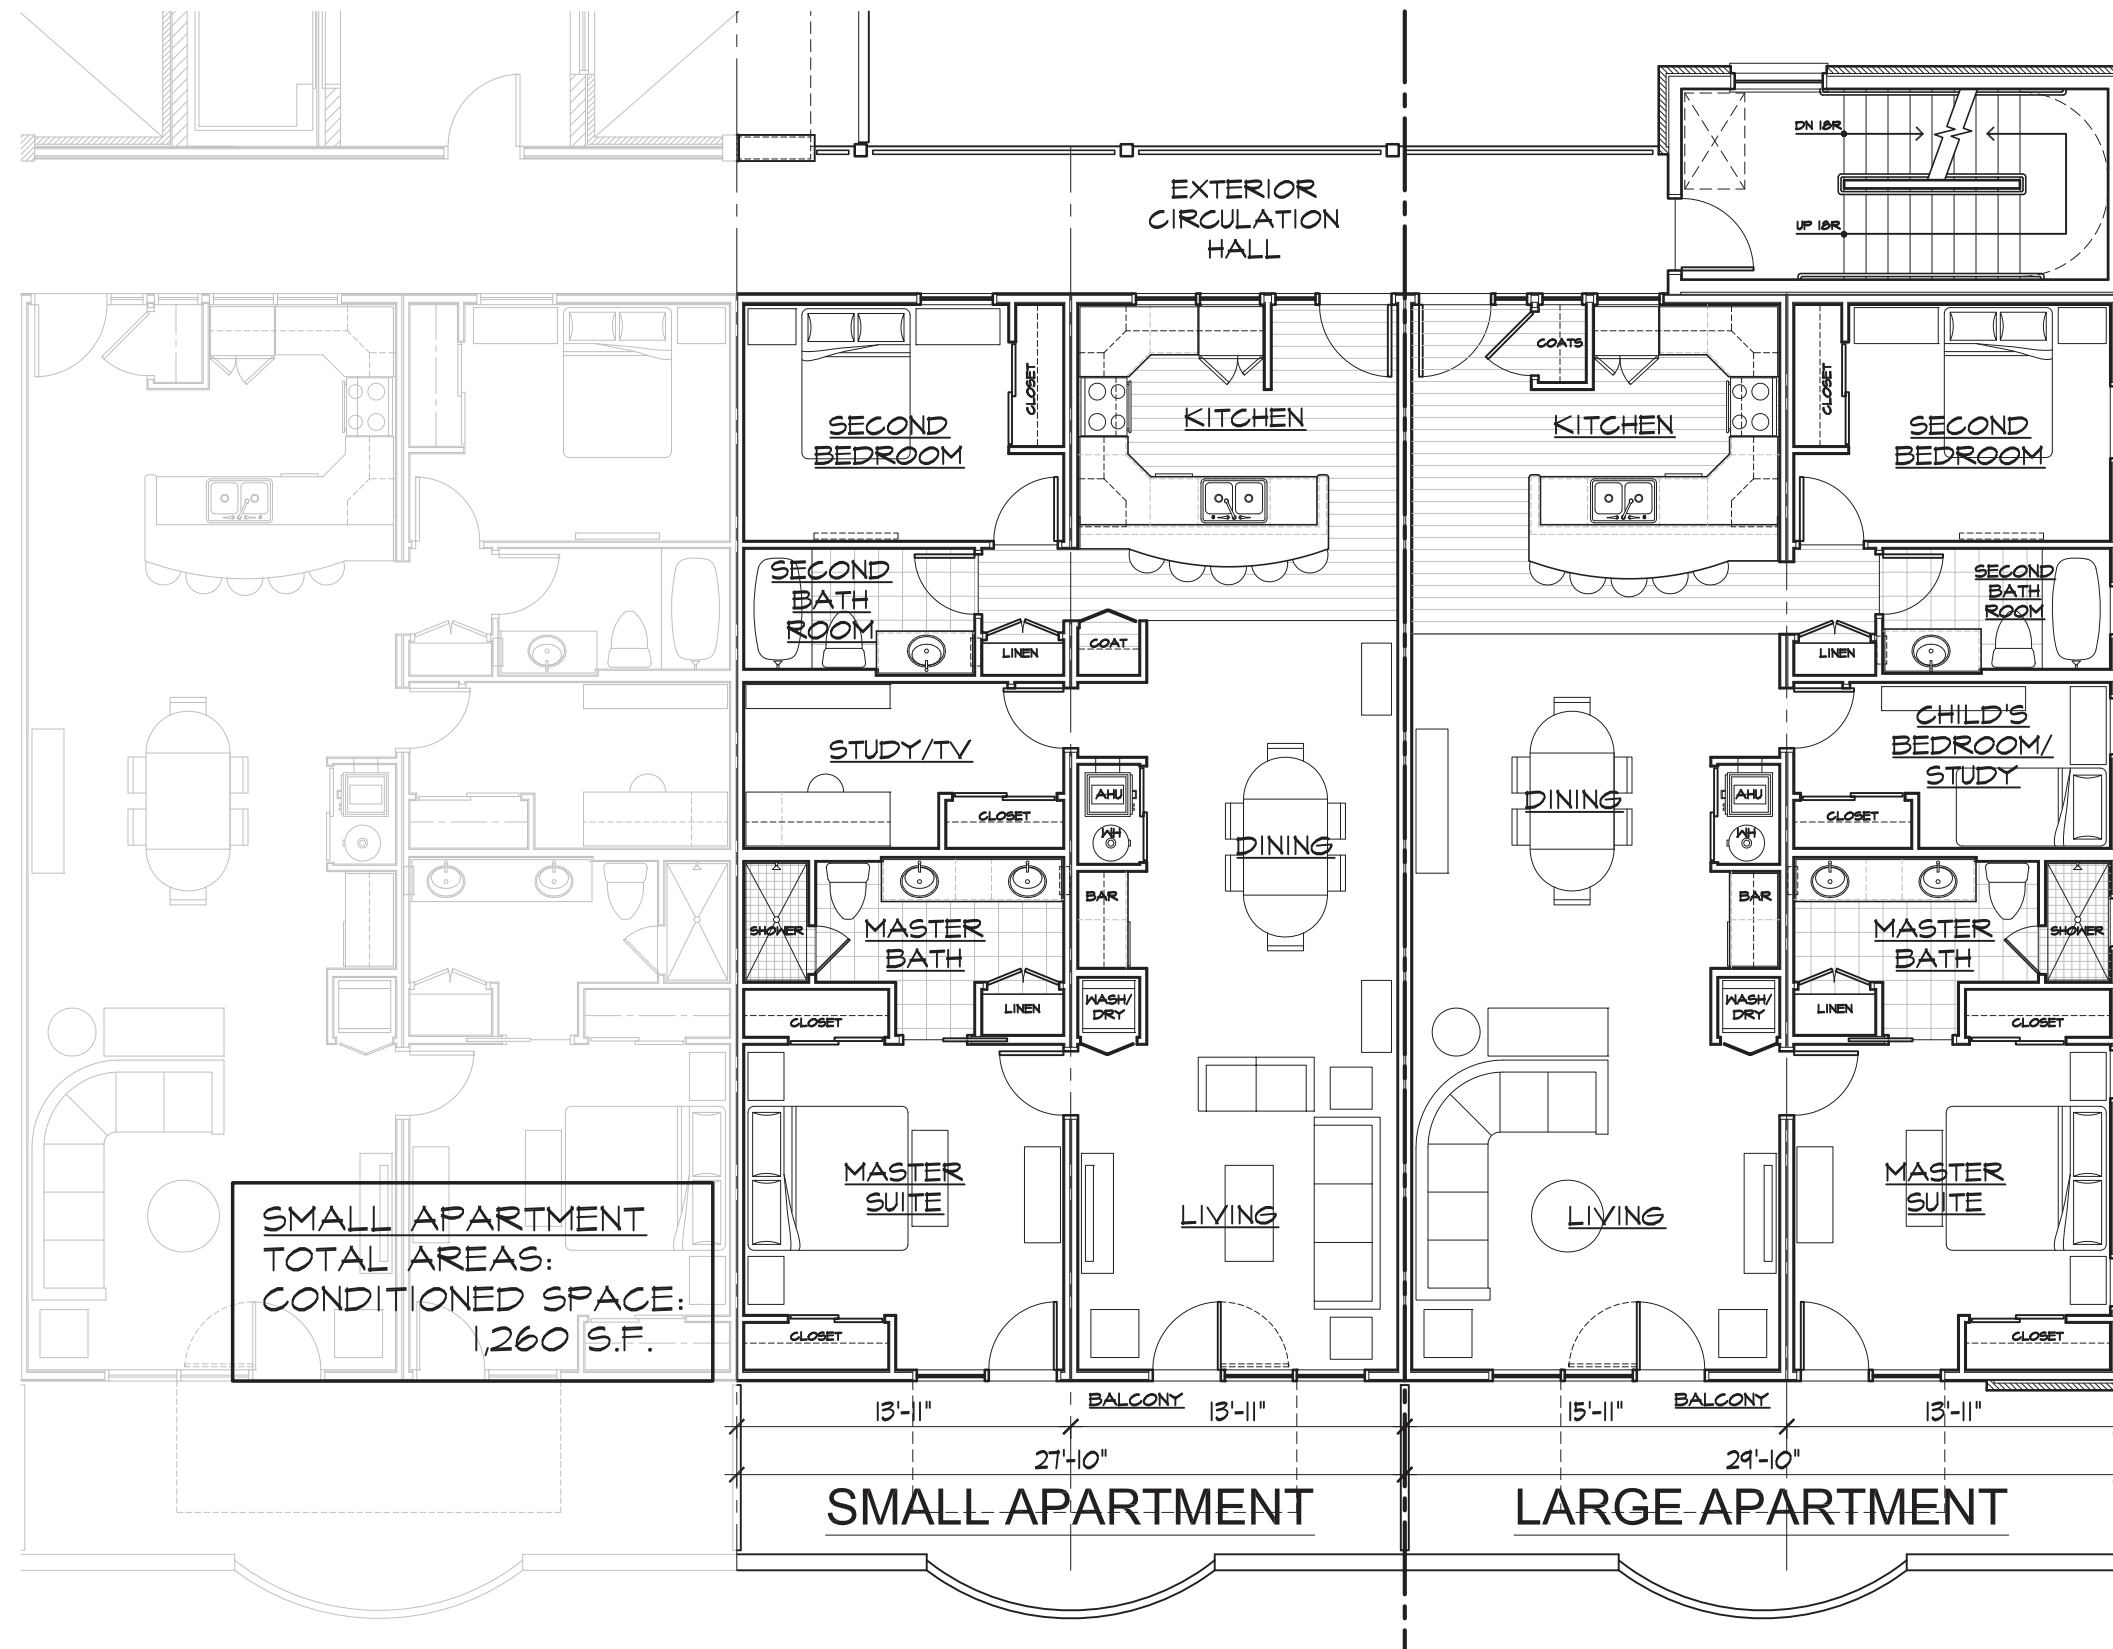 DN 18R
EXTERIOR
CIRCULATION
HALL
UP 18R
SECOND
BEDROOM
CLOSET
KITCHEN
COATS
KITCHEN
CLOSET
SECOND
BEDROOM
SECOND
BATH
ROOM
LINEN
COAT
LINEN
SECOND
BATH
ROOM
STUDY/TV
CLOSET
AHU
WH
DINING
DINING
AHU
WH
CHILD'S
BEDROOM/
STUDY
CLOSET
SHOWER
MASTER
BATH
BAR
BAR
MASTER
BATH
SHOWER
CLOSET
LINEN
WASH/
DRY
WASH/
DRY
LINEN
CLOSET
MASTER
SUITE
LIVING
LIVING
MASTER
SUITE
SMALL APARTMENT
TOTAL AREAS:
CONDITIONED SPACE:
1,260 S.F.
CLOSET
CLOSET
BALCONY
BALCONY
13'-11"
13'-11"
15'-11"
13'-11"
27'-10"
29'-10"
SMALL APARTMENT
LARGE APARTMENT